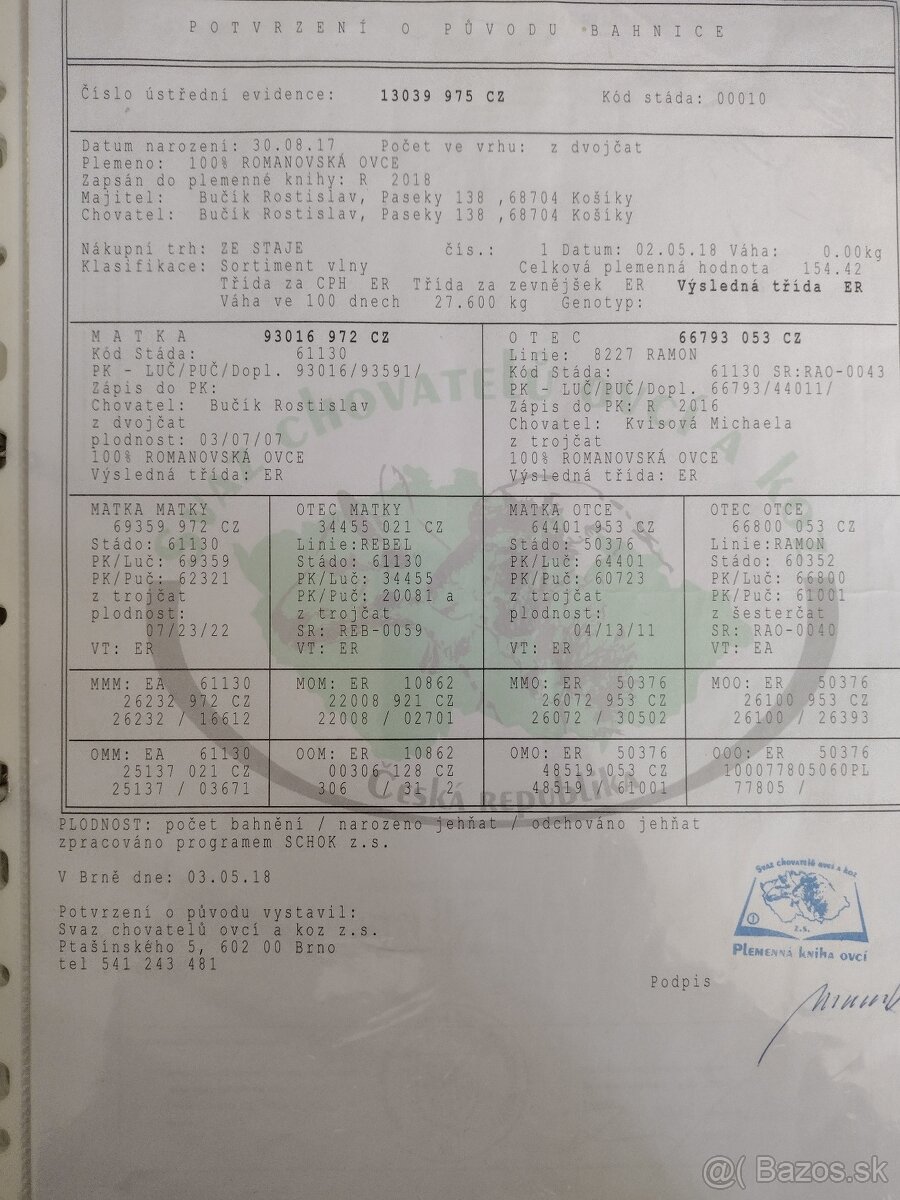 POTVRZENÍ O PŮVODU BAHNICE
Číslo ústřední evidence: 13039 975 CZ Kód stáda: 00010
Datum narození: 30.08.17 Počet ve vrhu: z dvojčat
Plemeno: 100% ROMANOVSKÁ OVCE
Zapsán do plemenné knihy: R 2018
Majitel: Bučík Rostislav, Paseky 138 ,68704 Košíky
Chovatel: Bučík Rostislav, Paseky 138 ,68704 Košíky
Nákupní trh: ZE STAJE čís.: 1 Datum: 02.05.18 Váha: 0.00kg
Klasifikace: Sortiment vlny Celková plemenná hodnota 154.42
Třída za CPH ER Třída za zevnějšek ER Výsledná třída ER
Váha ve 100 dnech 27.600 kg Genotyp:
MATKA 93016 972 CZ
Kód Stáda: 61130
PK - LUČ/PUČ/Dopl. 93016/93591/
Zápis do PK:
Chovatel: Bučík Rostislav
z dvojčat
plodnost: 03/07/07
100% ROMANOVSKÁ OVCE
Výsledná třída: ER
OTEC 66793 053 CZ
Linie: 8227 RAMON
Kód Stáda: 61130 SR:RAO-0043
PK - LUČ/PUČ/Dopl. 66793/44011/
Zápis do PK: R 2016
Chovatel: Kvisová Michaela
z trojčat
100% ROMANOVSKÁ OVCE
Výsledná třída: ER
MATKA MATKY
69359 972 CZ
Stádo: 61130
PK/Luč: 69359
PK/Puč: 62321
z trojčat
plodnost:
07/23/22
VT: ER
OTEC MATKY
34455 021 CZ
Linie:REBEL
Stádo: 61130
PK/Luč: 34455
PK/Puč: 20081 a
z trojčat
SR: REB-0059
VT: ER
MATKA OTCE
64401 953 CZ
Stádo: 50376
PK/Luč: 64401
PK/Puč: 60723
z trojčat
plodnost:
04/13/11
VT: ER
OTEC OTCE
66800 053 CZ
Linie:RAMON
Stádo: 60352
PK/Luč: 66800
PK/Puč: 61001
z šesterčat
SR: RAO-0040
VT: EA
MMM: EA 61130
26232 972 CZ
26232 / 16612
MOM: ER 10862
22008 921 CZ
22008 / 02701
MMO: ER 50376
26072 953 CZ
26072 / 30502
MOO: ER 50376
26100 953 CZ
26100 / 26393
OMM: EA 61130
25137 021 CZ
25137 / 03671
OOM: ER 10862
00306 128 CZ
306 / 31 / 2
OMO: ER 50376
48519 053 CZ
48519 / 61001
OOO: ER 50376
100077805060PL
77805 /
Česká republika
PLODNOST: počet bahnění / narozeno jehňat / odchováno jehňat
zpracováno programem SCHOK z.s.
V Brně dne: 03.05.18
Potvrzení o původu vystavil:
Svaz chovatelů ovcí a koz z.s.
Ptašínského 5, 602 00 Brno
tel 541 243 481
Svaz chovatelů ovcí a koz
1
z.s.
Plemenná kniha ovcí
Podpis
@( Bazos.sk